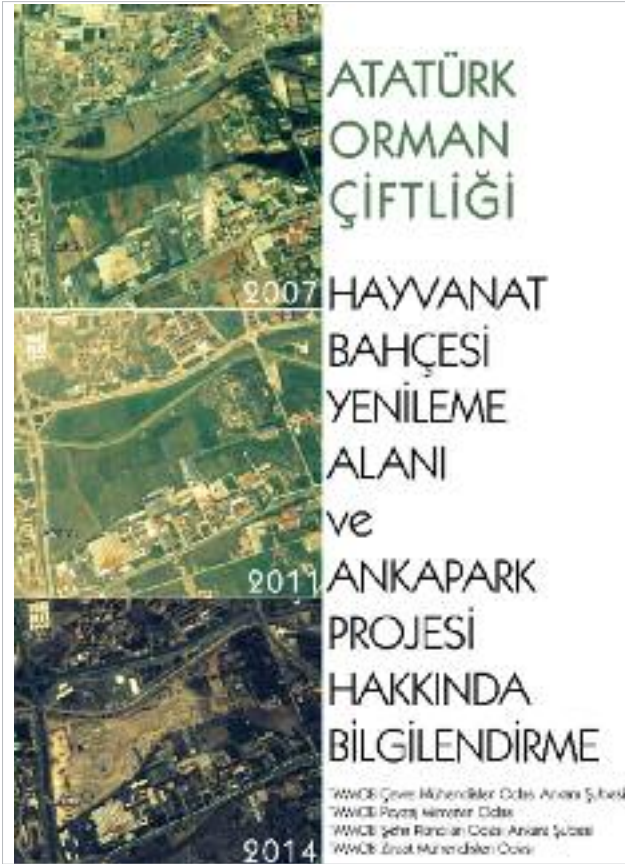 ATATÜRK
ORMAN
ÇİFTLİĞİ
2007
HAYVANAT
BAHÇESİ
YENİLEME
ALANI
ve
2011
ANKAPARK
PROJESİ
HAKKINDA
BİLGİLENDİRME
2014
TMMOB Çevre Mühendisleri Odası Ankara Şubesi
TMMOB Peyzaj Mimarları Odası
TMMOB Şehir Plancıları Odası Ankara Şubesi
TMMOB Ziraat Mühendisleri Odası